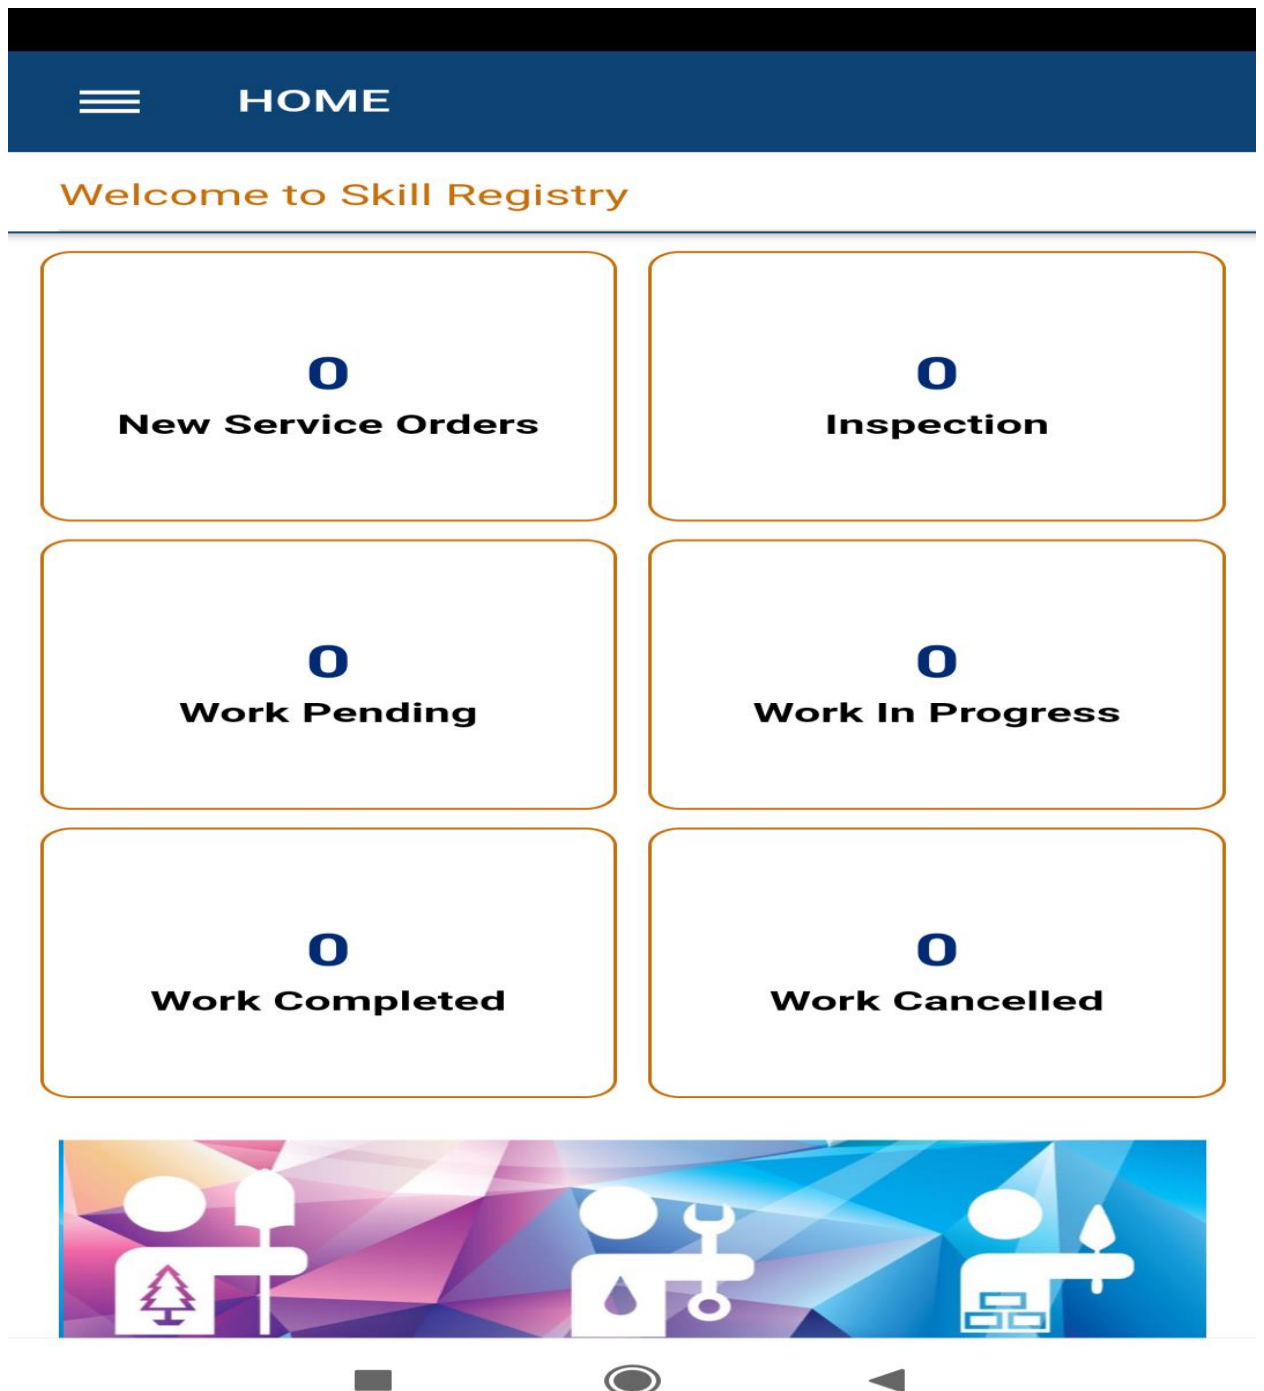 HOME
Welcome to Skill Registry
0
New Service Orders
0
Inspection
0
Work Pending
0
Work In Progress
0
Work Completed
0
Work Cancelled